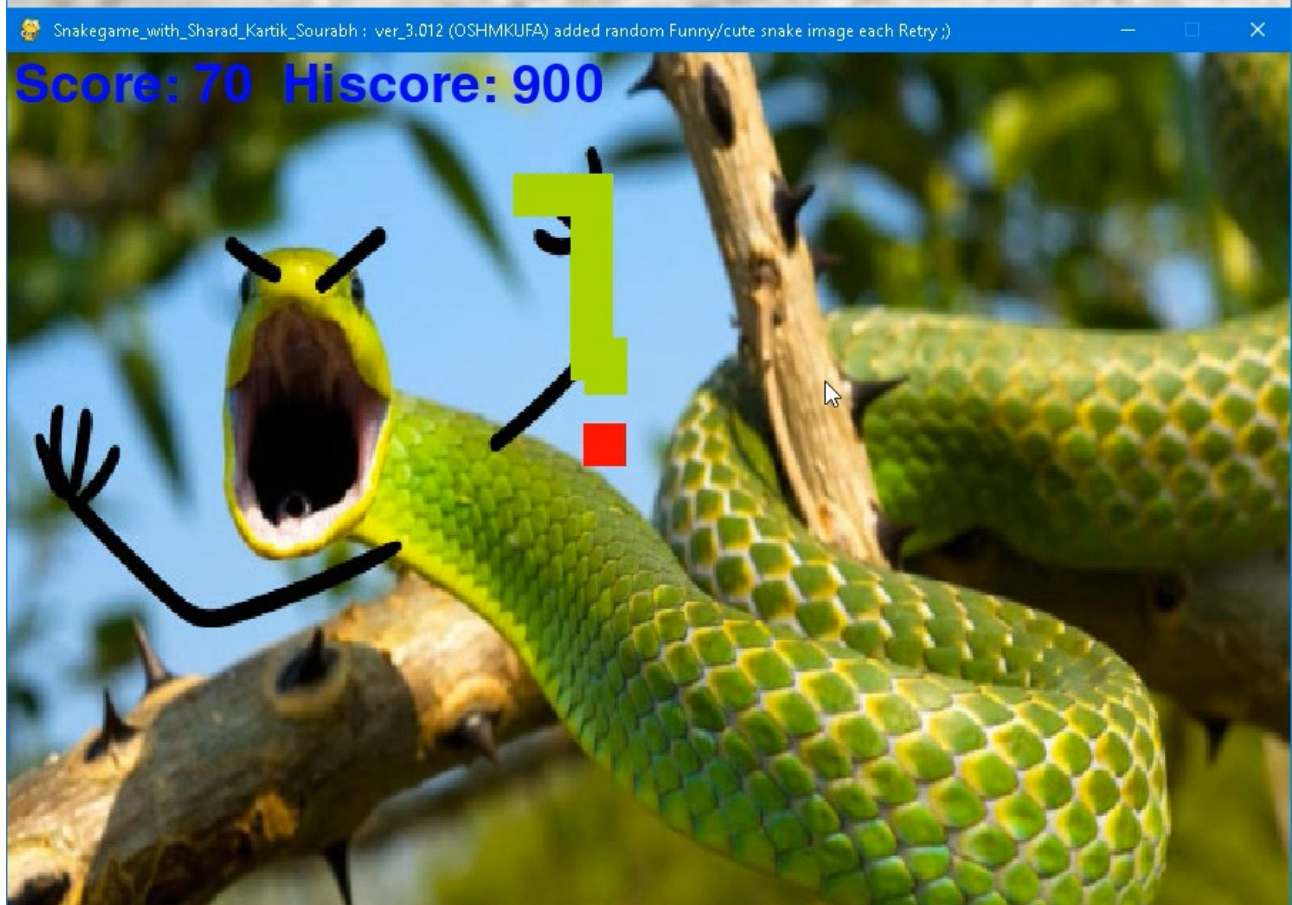 Snakegame_with_Sharad_Kartik_Sourabh : ver_3.012 (OSHMKUFA) added random Funny/cute snake image each Retry ;)
Score: 70 Hiscore: 900